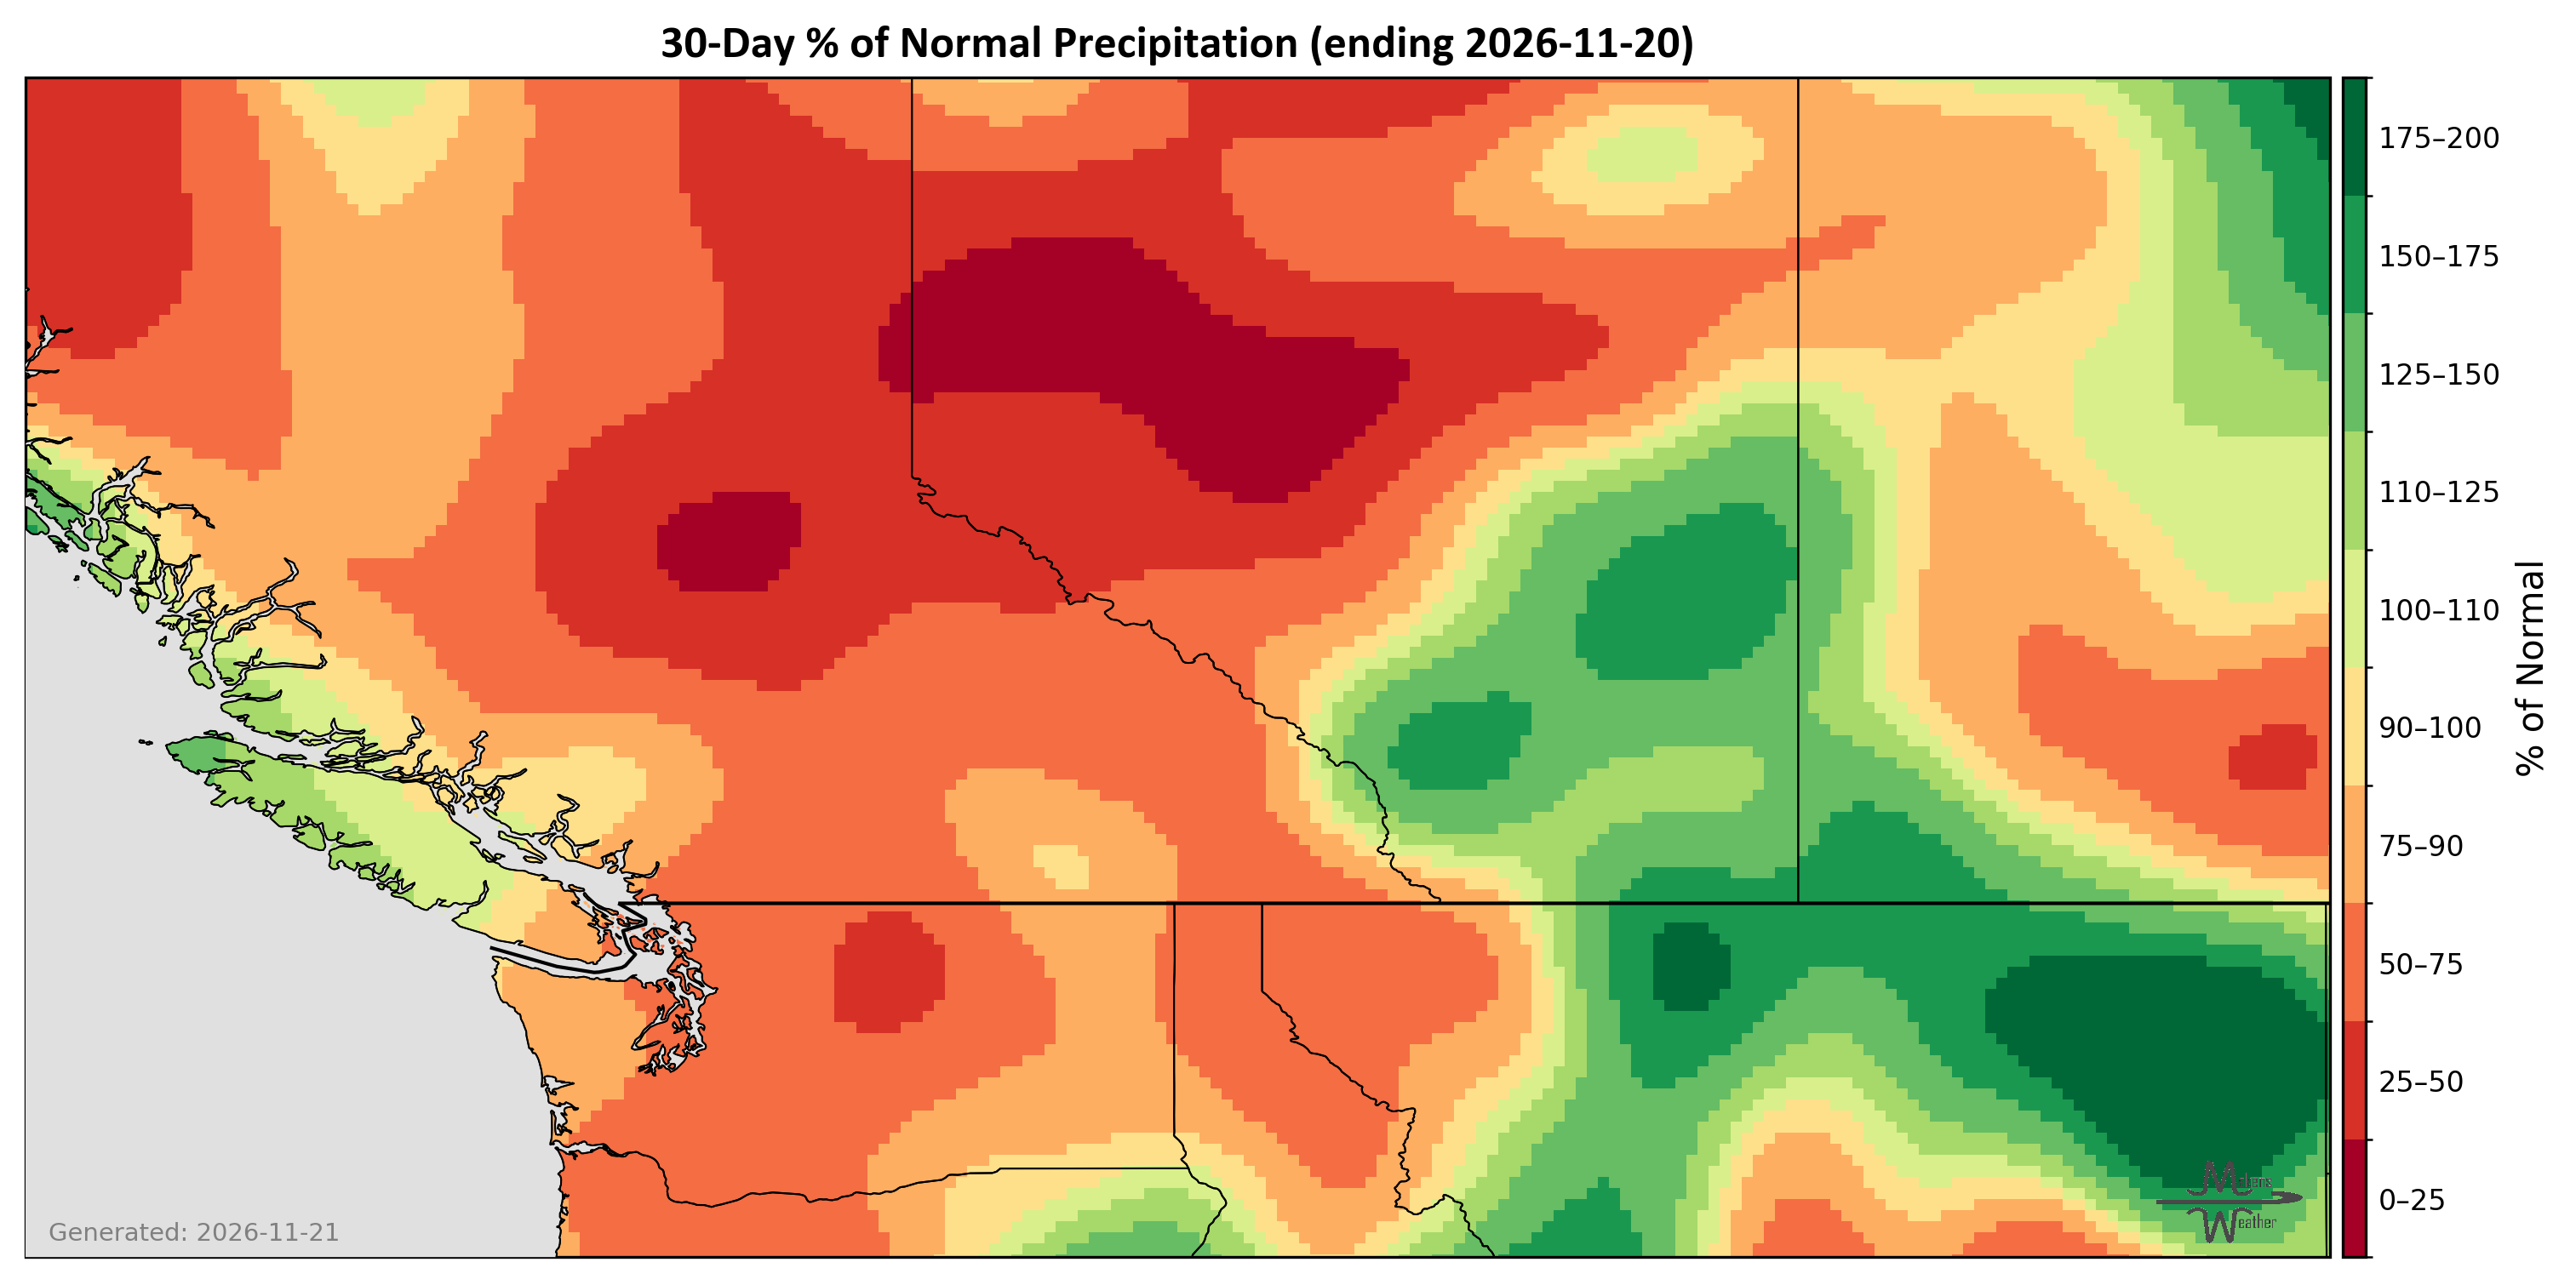 30-Day % of Normal Precipitation (ending 2026-11-20)
175–200
150–175
125–150
110–125
100–110
90–100
75–90
50–75
25–50
0–25
% of Normal
Weather
Generated: 2026-11-21